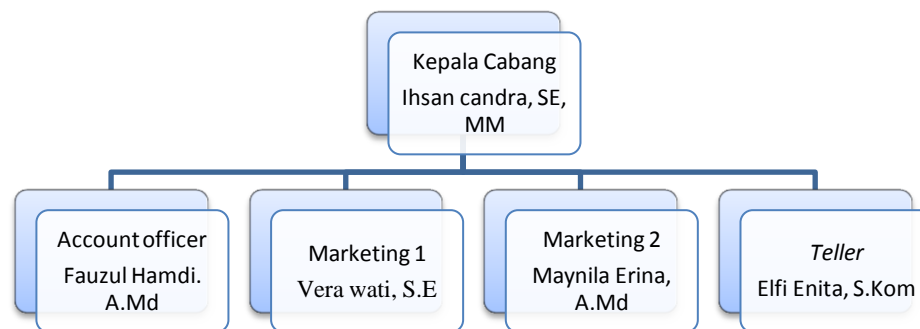 Kepala Cabang
Ihsan candra, SE,
MM
Account officer
Fauzul Hamdi.
A.Md
Marketing 1
Vera wati, S.E
Marketing 2
Maynila Erina,
A.Md
Teller
Elfi Enita, S.Kom